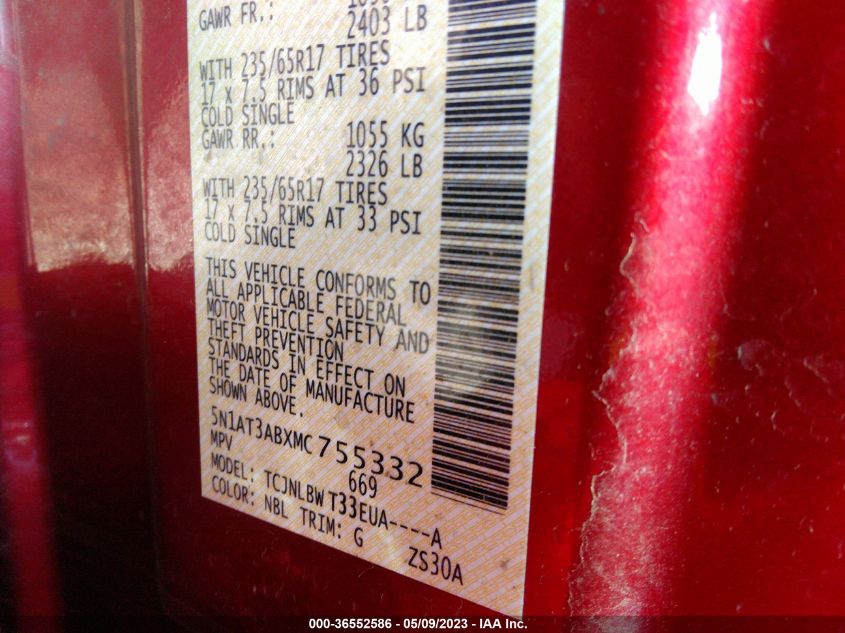 GAWR FR.:
2403 LB
WITH 235/65R17 TIRES
17 X 7.5 RIMS AT 36 PSI
COLD SINGLE
GAWR RR.: 1055 KG
2326 LB
WITH 235/65R17 TIRES
17 X 7.5 RIMS AT 33 PSI
COLD SINGLE
THIS VEHICLE CONFORMS TO
ALL APPLICABLE FEDERAL
MOTOR VEHICLE SAFETY AND
THEFT PREVENTION
STANDARDS IN EFFECT ON
THE DATE OF MANUFACTURE
SHOWN ABOVE.
5N1AT3ABXMC755332
MPV 669
MODEL: TCJNLBW T33EUA----A
COLOR: NBL TRIM: G ZS30A
000-36552586 - 05/09/2023 - IAA Inc.